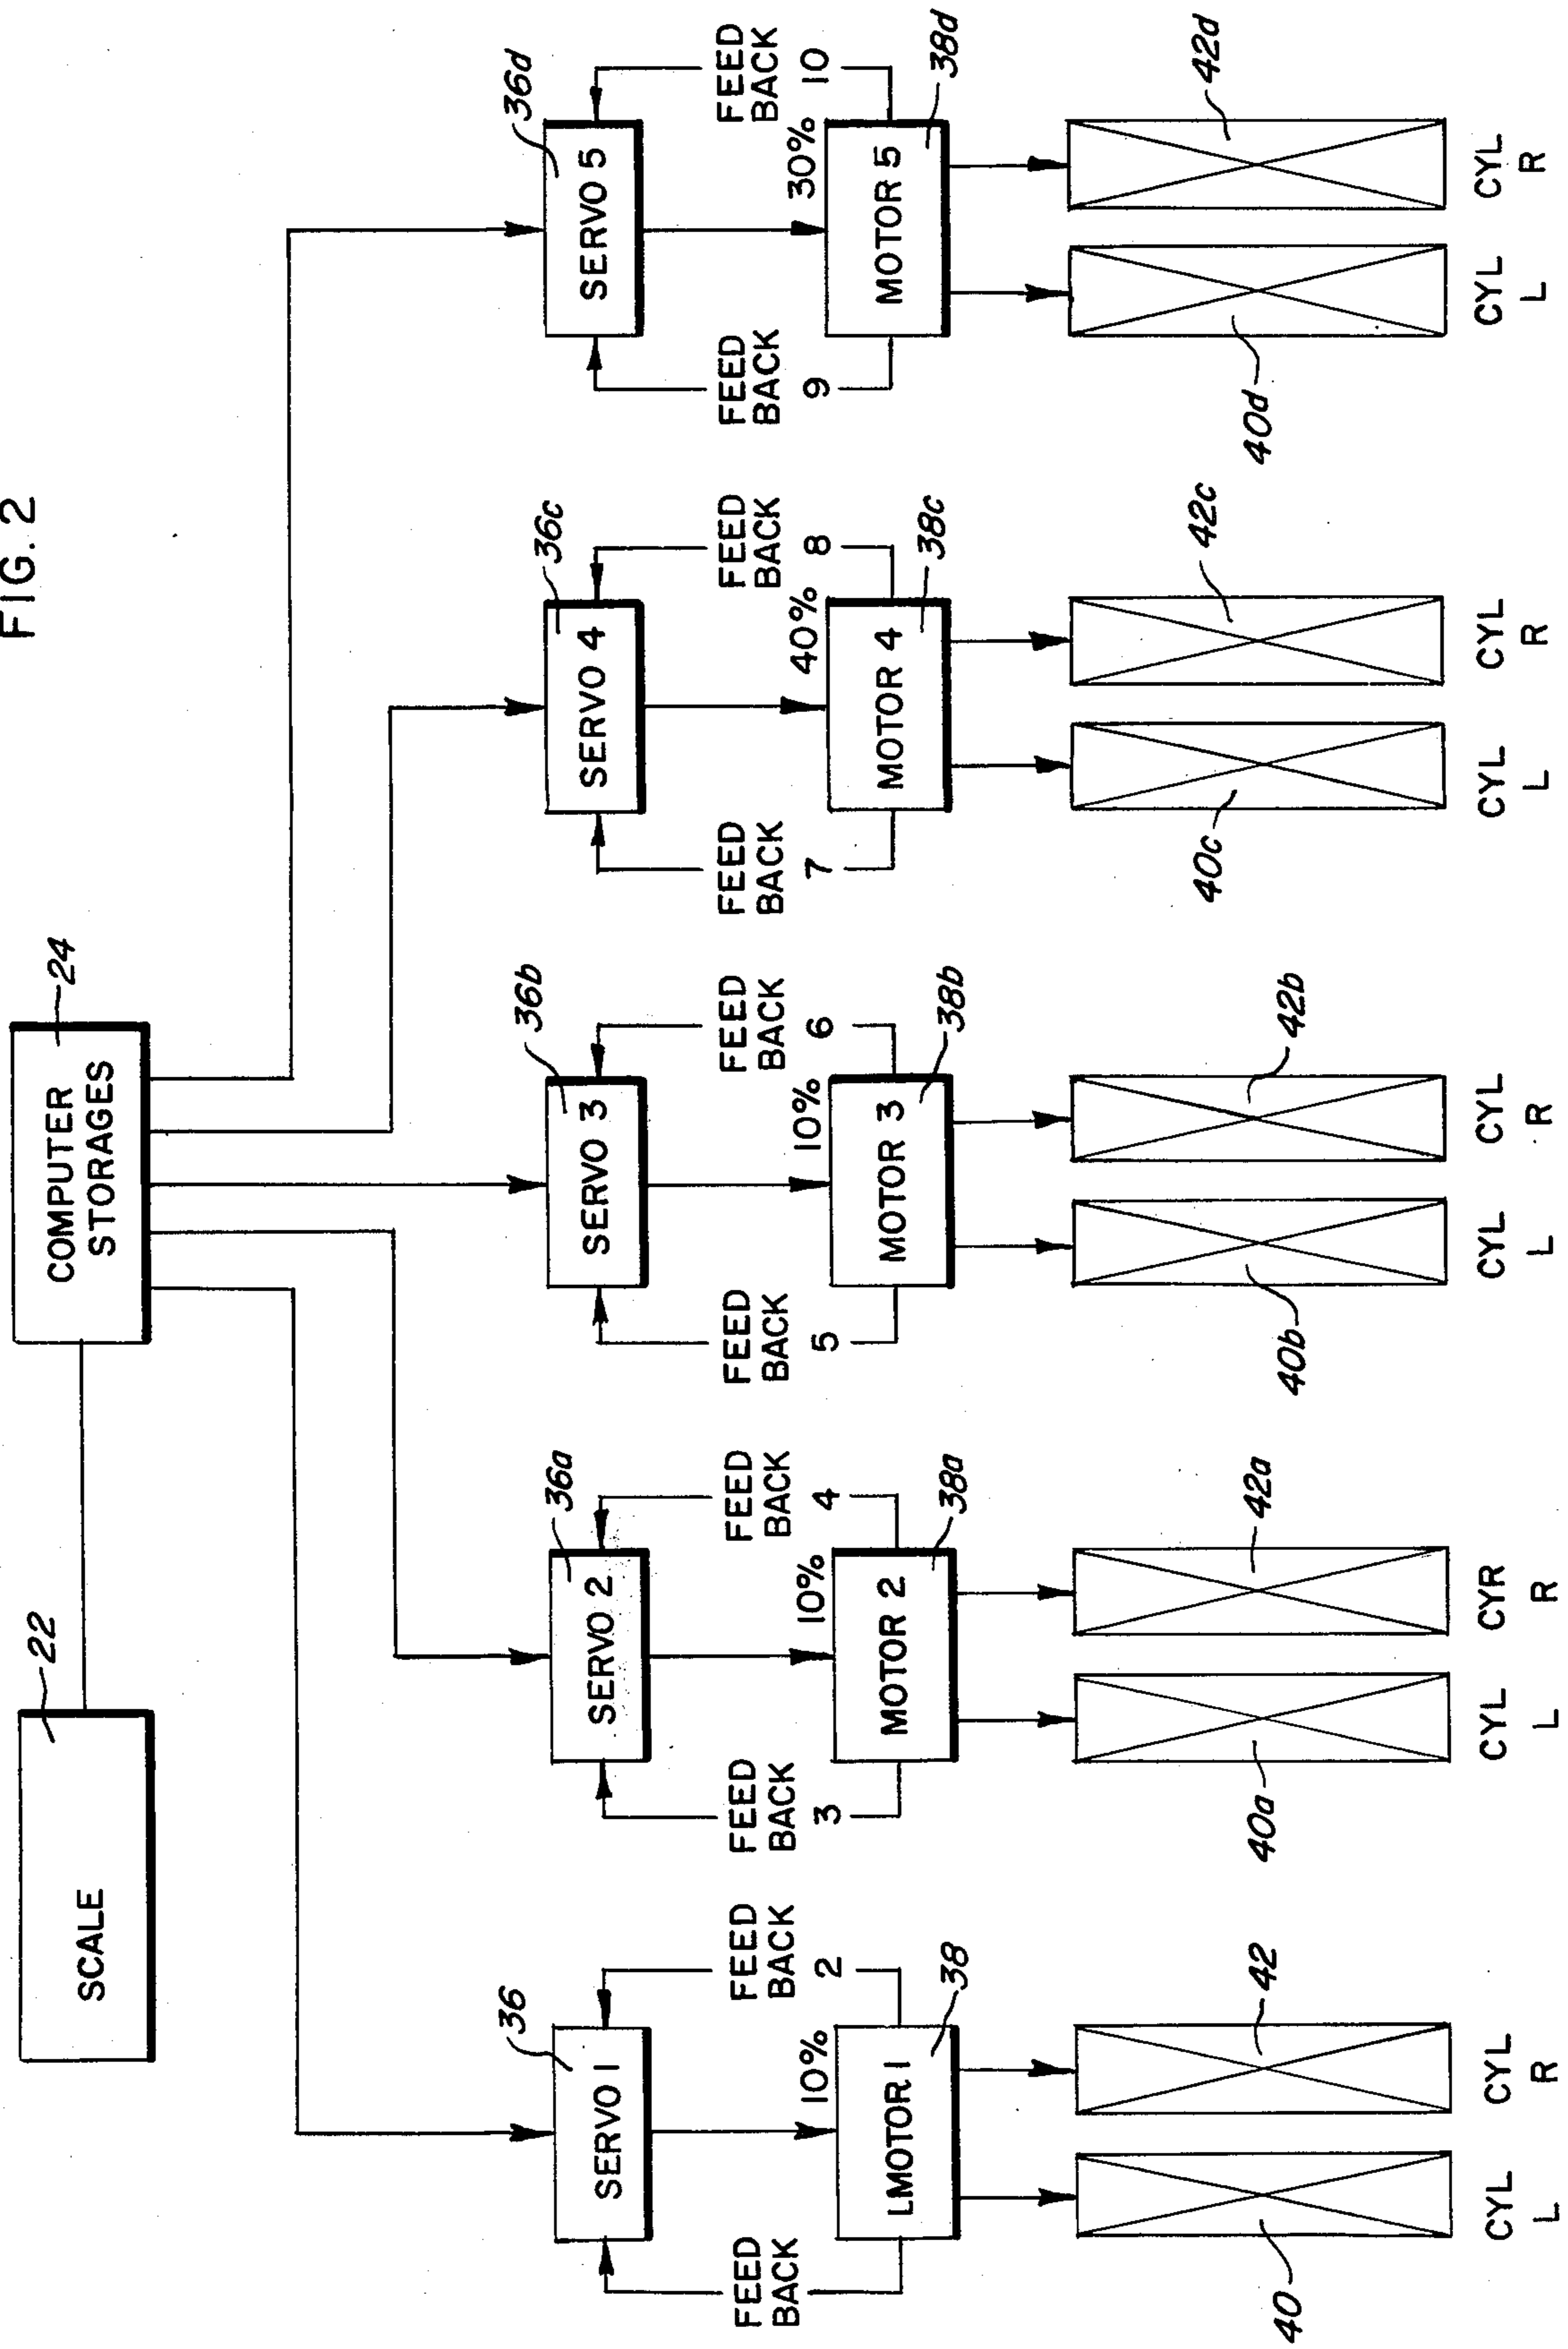 FIG. 2
SCALE
22
COMPUTER
STORAGES
24
SERVO 1
36
SERVO 2
36a
SERVO 3
36b
SERVO 4
36c
SERVO 5
36d
FEED
BACK
FEED
BACK
2
FEED
BACK
3
FEED
BACK
4
FEED
BACK
5
FEED
BACK
6
FEED
BACK
7
FEED
BACK
8
FEED
BACK
9
FEED
BACK
10
10%
10%
10%
40%
30%
LMOTOR 1
38
MOTOR 2
38a
MOTOR 3
38b
MOTOR 4
38c
MOTOR 5
38d
40
42
40a
42a
40b
42b
40c
42c
40d
42d
CYL
L
CYL
R
CYL
L
CYR
R
CYL
L
CYL
R
CYL
L
CYL
R
CYL
L
CYL
R